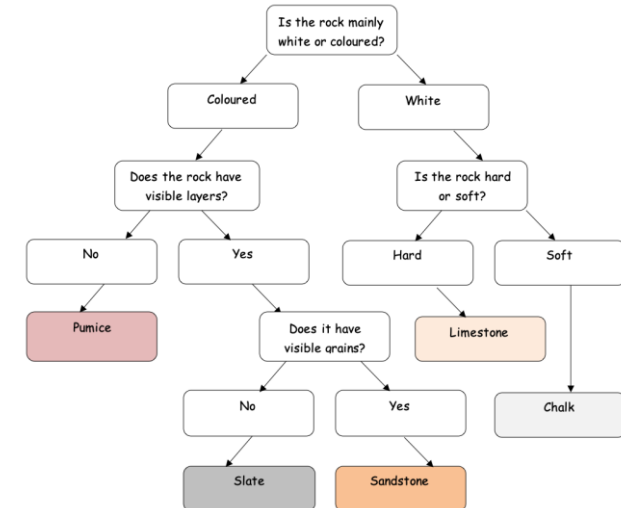 Is the rock mainly
white or coloured?
Coloured
White
Does the rock have
visible layers?
Is the rock hard
or soft?
No
Yes
Hard
Soft
Pumice
Does it have
visible grains?
Limestone
No
Yes
Chalk
Slate
Sandstone